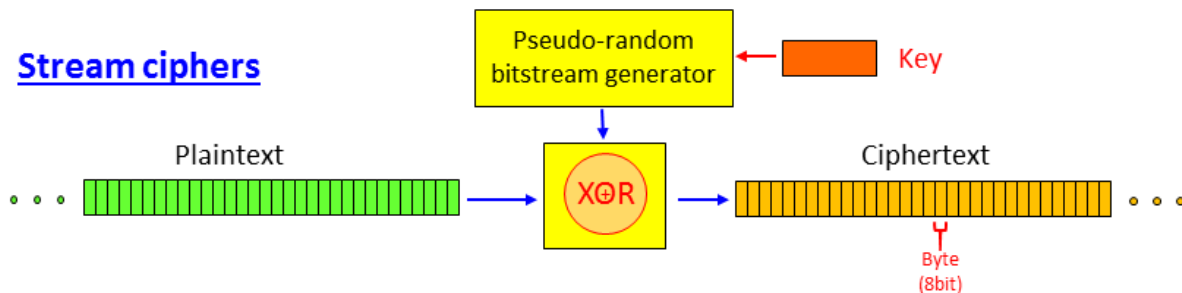 Stream ciphers
Pseudo-random
bitstream generator
Key
Plaintext
XOR
Ciphertext
Byte
(8bit)